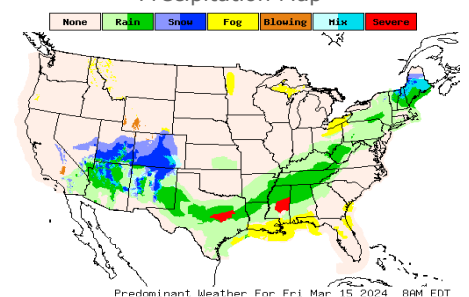 Precipitation Map
None Rain Snow Fog Blowing Mix Severe
Predominant Weather For Fri Mar 15 2024 8AM EDT